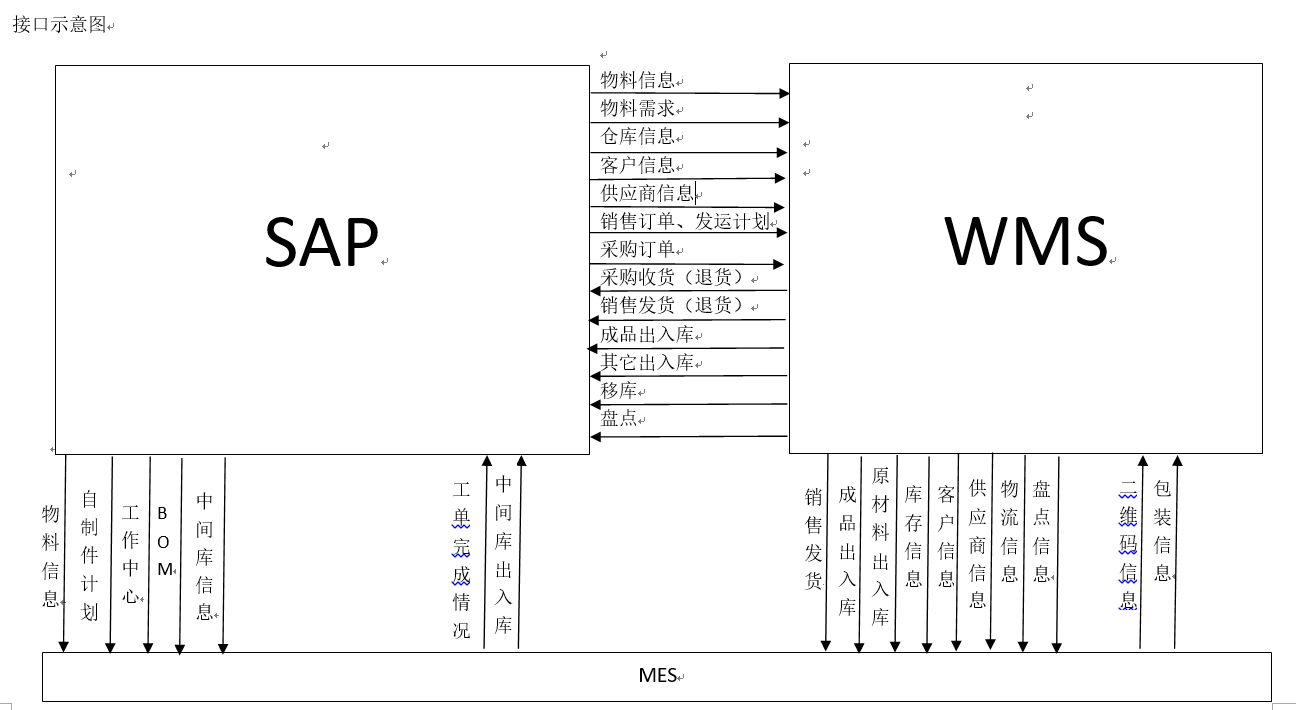 接口示意图
物料信息
物料需求
仓库信息
客户信息
供应商信息
销售订单、发运计划
采购订单
采购收货（退货）
销售发货（退货）
成品出入库
其它出入库
移库
盘点
SAP
WMS
物料信息
自制件计划
工作中心
BOM
中间库信息
工单完成情况
中间库出入库
销售发货
成品出入库
原材料出入库
库存信息
客户信息
供应商信息
物流信息
盘点信息
二维码信息
包装信息
MES